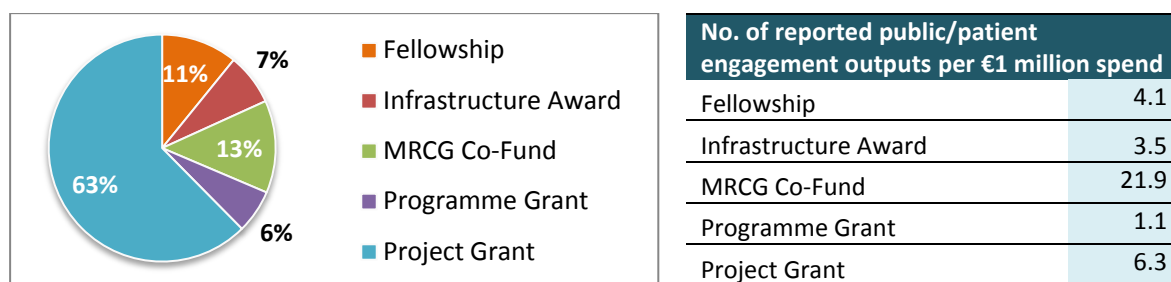 11%
7%
13%
6%
63%
Fellowship
Infrastructure Award
MRCG Co-Fund
Programme Grant
Project Grant
No. of reported public/patient
engagement outputs per €1 million spend
Fellowship 4.1
Infrastructure Award 3.5
MRCG Co-Fund 21.9
Programme Grant 1.1
Project Grant 6.3